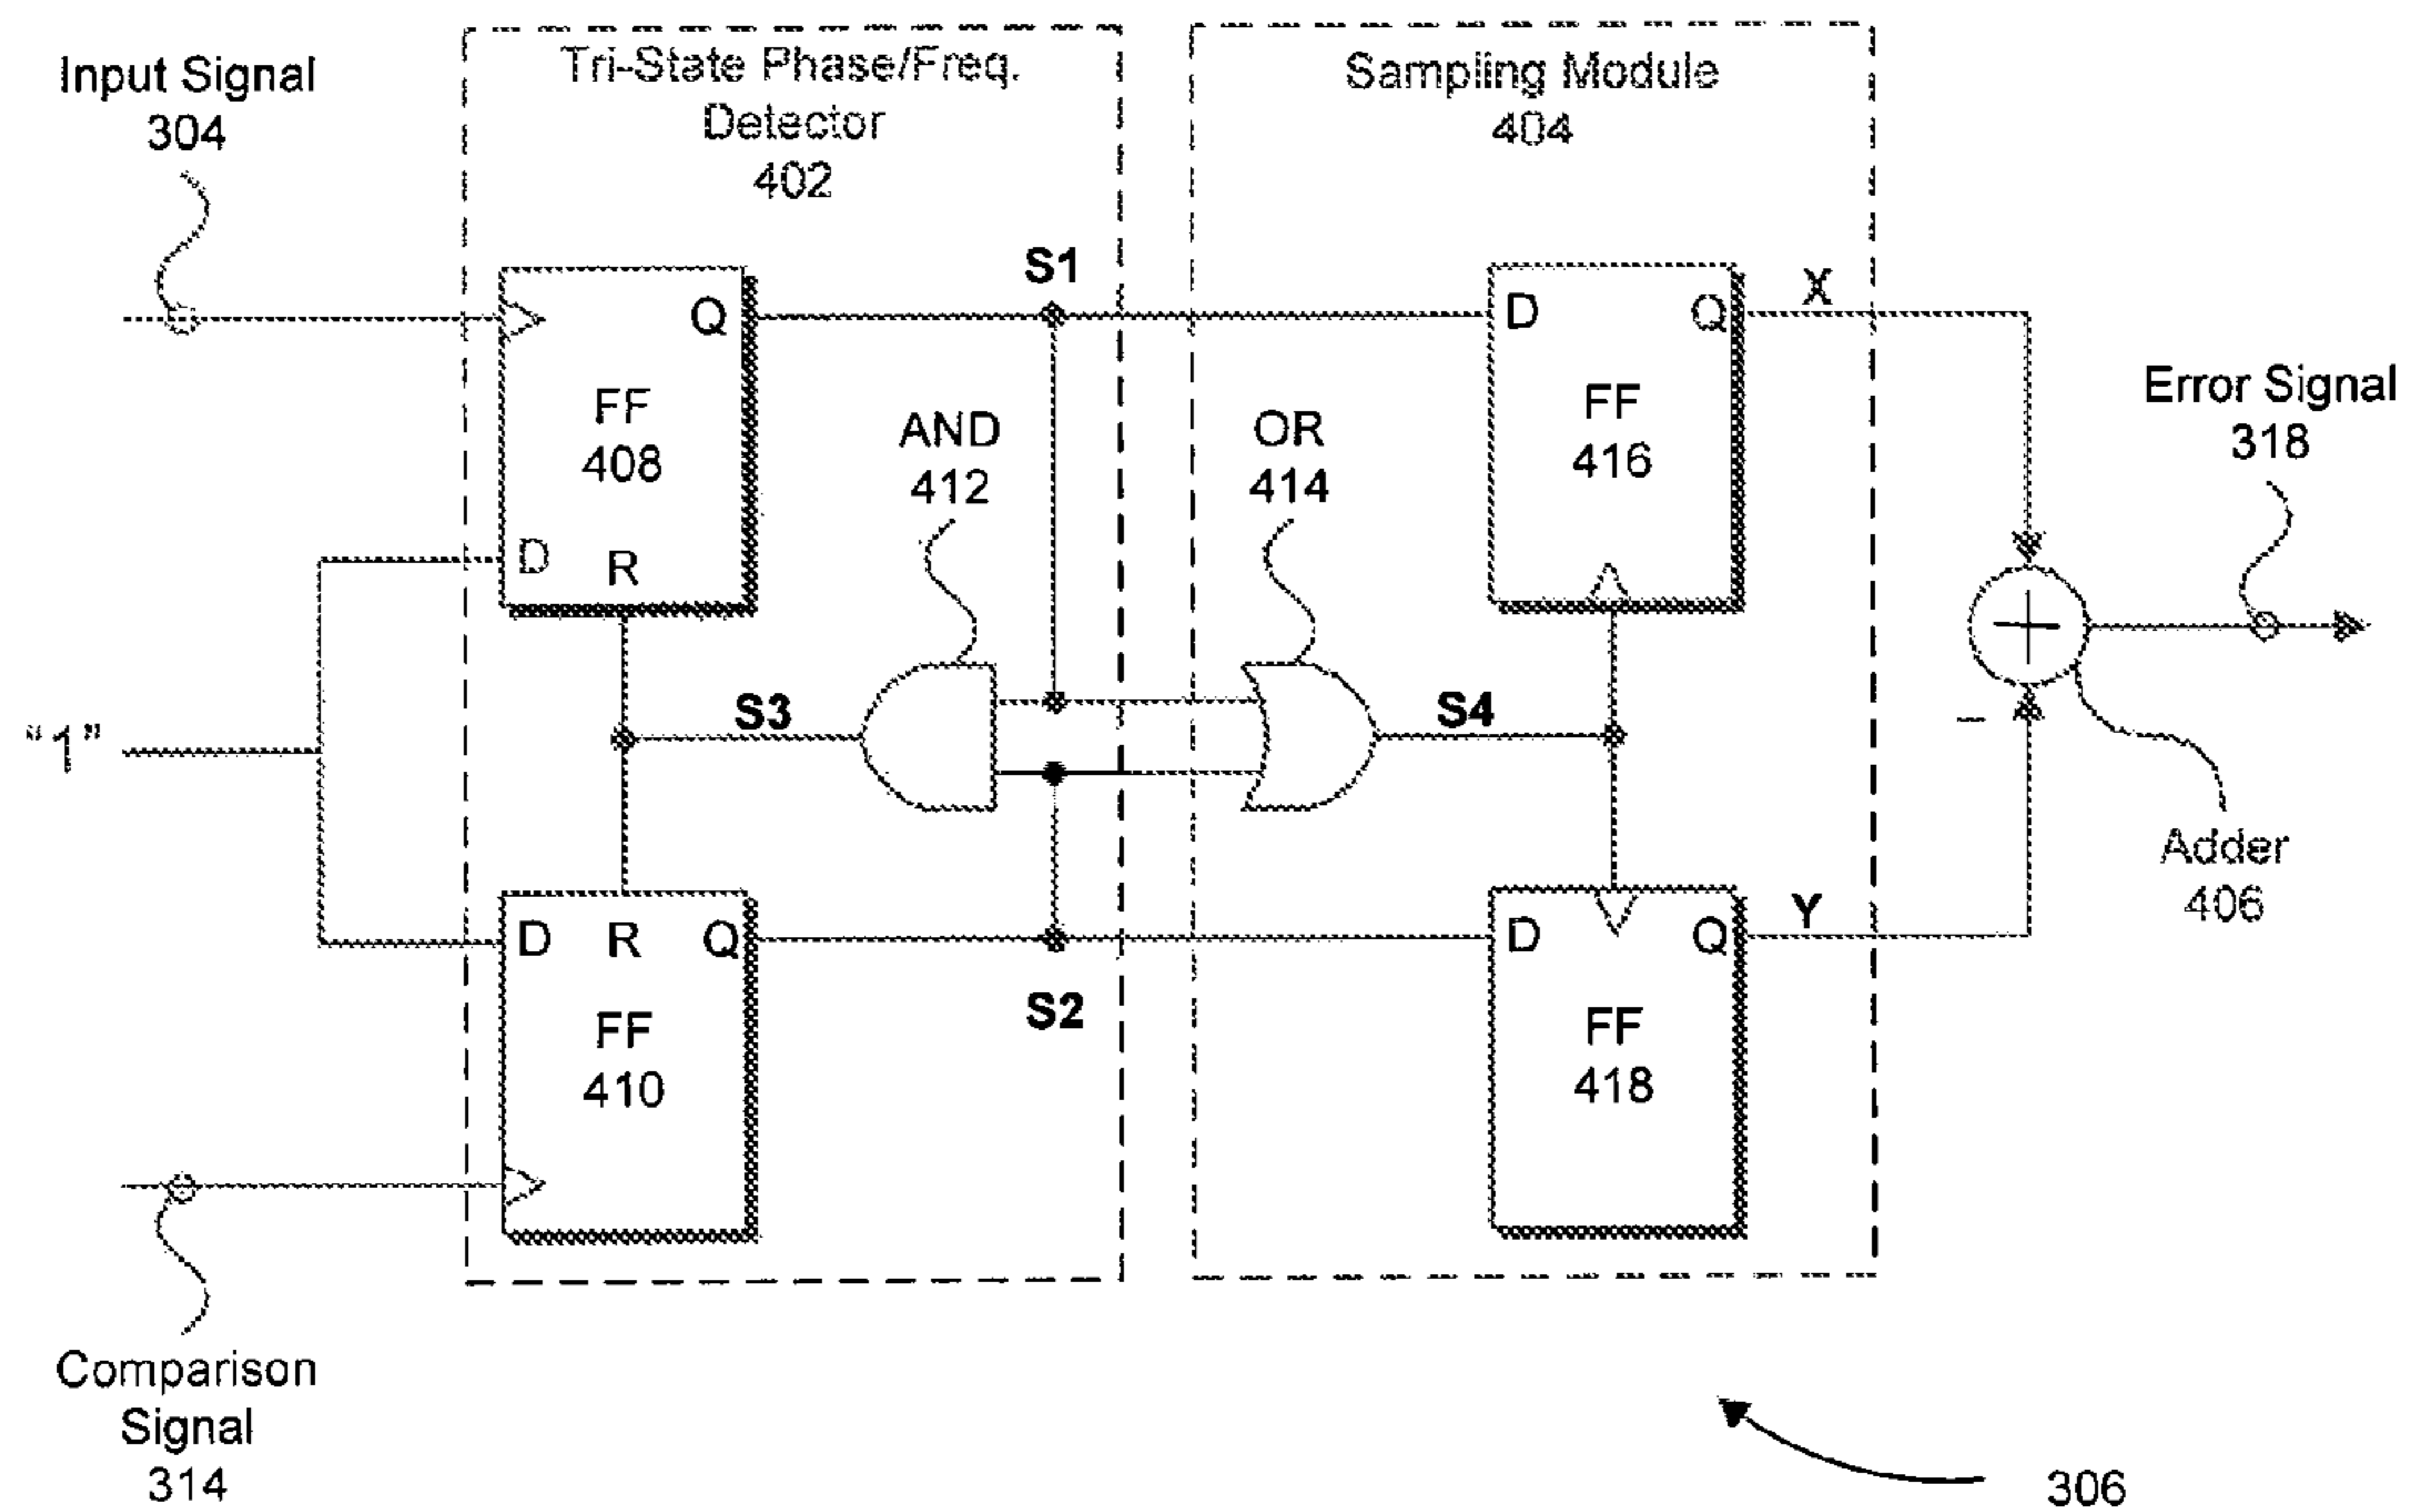 Input Signal
304
Tri-State Phase/Freq.
Detector
402
Sampling Module
404
S1
Q
FF
408
D
R
AND
412
OR
414
D
Q
FF
416
X
Error Signal
318
"1"
S3
S4
+
–
Adder
406
D
R
Q
FF
410
S2
D
Q
FF
418
Y
Comparison
Signal
314
306